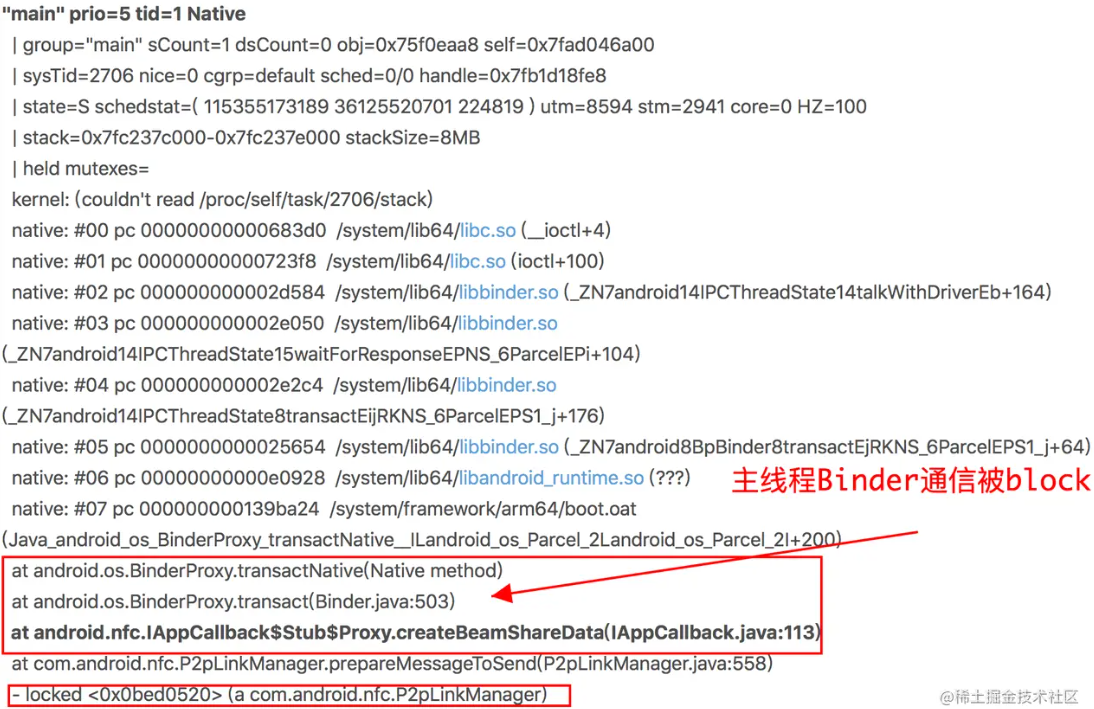 "main" prio=5 tid=1 Native
| group="main" sCount=1 dsCount=0 obj=0x75f0eaa8 self=0x7fad046a00
| sysTid=2706 nice=0 cgrp=default sched=0/0 handle=0x7fb1d18fe8
| state=S schedstat=( 115355173189 36125520701 224819 ) utm=8594 stm=2941 core=0 HZ=100
| stack=0x7fc237c000-0x7fc237e000 stackSize=8MB
| held mutexes=
kernel: (couldn't read /proc/self/task/2706/stack)
native: #00 pc 00000000000683d0 /system/lib64/libc.so (__ioctl+4)
native: #01 pc 00000000000723f8 /system/lib64/libc.so (ioctl+100)
native: #02 pc 000000000002d584 /system/lib64/libbinder.so (_ZN7android14IPCThreadState14talkWithDriverEb+164)
native: #03 pc 000000000002e050 /system/lib64/libbinder.so
(_ZN7android14IPCThreadState15waitForResponseEPNS_6ParcelEPi+104)
native: #04 pc 000000000002e2c4 /system/lib64/libbinder.so
(_ZN7android14IPCThreadState8transactEijRKNS_6ParcelEPS1_j+176)
native: #05 pc 0000000000025654 /system/lib64/libbinder.so (_ZN7android8BpBinder8transactEjRKNS_6ParcelEPS1_j+64)
native: #06 pc 00000000000e0928 /system/lib64/libandroid_runtime.so (???)
主线程Binder通信被block
native: #07 pc 000000000139ba24 /system/framework/arm64/boot.oat
(Java_android_os_BinderProxy_transactNative__ILandroid_os_Parcel_2Landroid_os_Parcel_2I+200)
at android.os.BinderProxy.transactNative(Native method)
at android.os.BinderProxy.transact(Binder.java:503)
at android.nfc.IAppCallback$Stub$Proxy.createBeamShareData(IAppCallback.java:113)
at com.android.nfc.P2pLinkManager.prepareMessageToSend(P2pLinkManager.java:558)
- locked <0x0bed0520> (a com.android.nfc.P2pLinkManager)
@稀土掘金技术社区